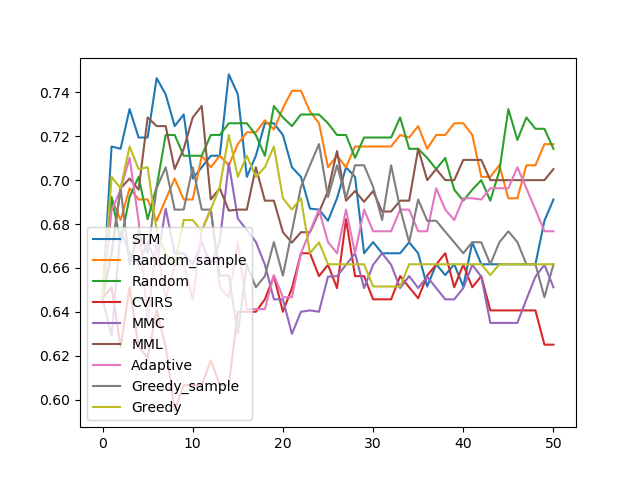 0.74
0.72
0.70
0.68
0.66
0.64
0.62
0.60
STM
Random_sample
Random
CVIRS
MMC
MML
Adaptive
Greedy_sample
Greedy
0 10 20 30 40 50